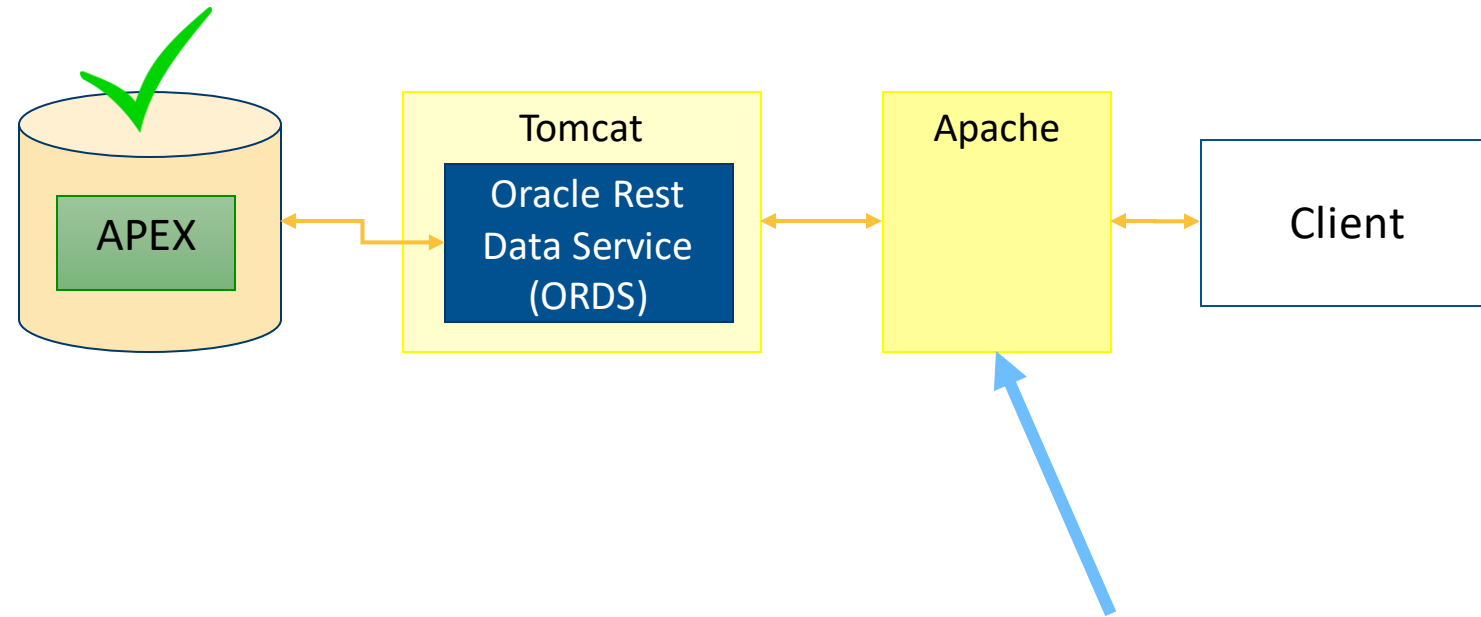 APEX
Tomcat
Oracle Rest
Data Service
(ORDS)
Apache
Client